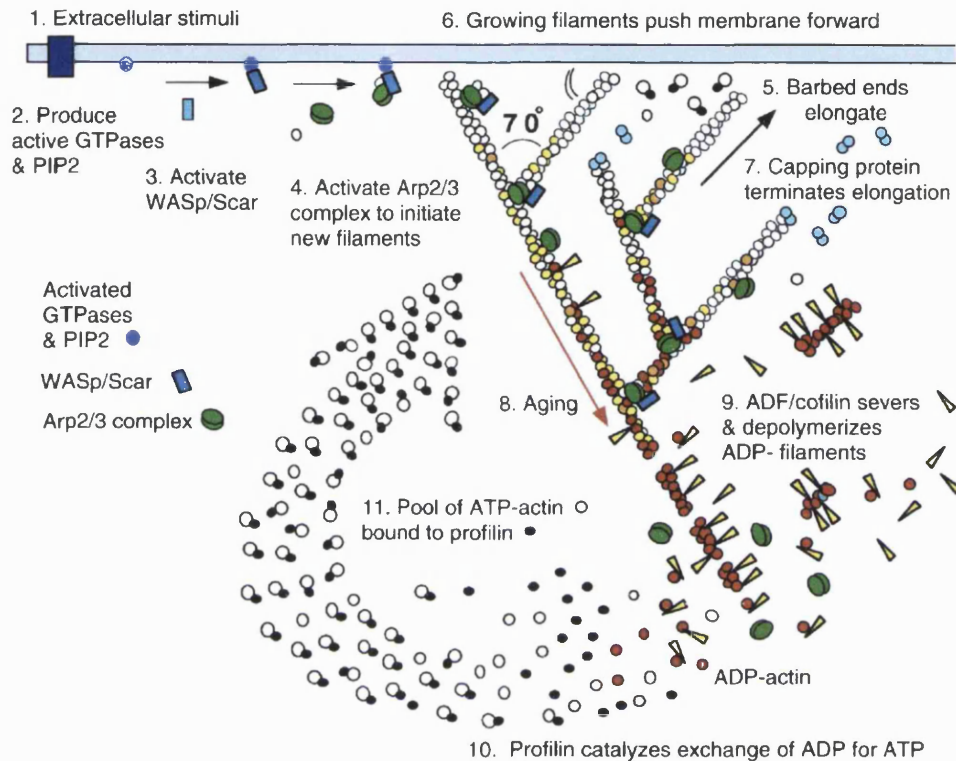 1. Extracellular stimuli
6. Growing filaments push membrane forward
2. Produce
active GTPases
& PIP2
3. Activate
WASp/Scar
4. Activate Arp2/3
complex to initiate
new filaments
70°
5. Barbed ends
elongate
7. Capping protein
terminates elongation
Activated
GTPases
& PIP2
WASp/Scar
Arp2/3 complex
8. Aging
9. ADF/cofilin severs
& depolymerizes
ADP- filaments
11. Pool of ATP-actin
bound to profilin
ADP-actin
10. Profilin catalyzes exchange of ADP for ATP